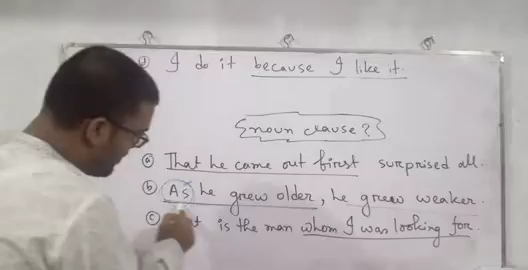 ⓓ I do it because I like it.
noun clause?
ⓐ That he came out first surprised all.
ⓑ As he grew older, he grew weaker.
ⓒ is the man whom I was looking for.